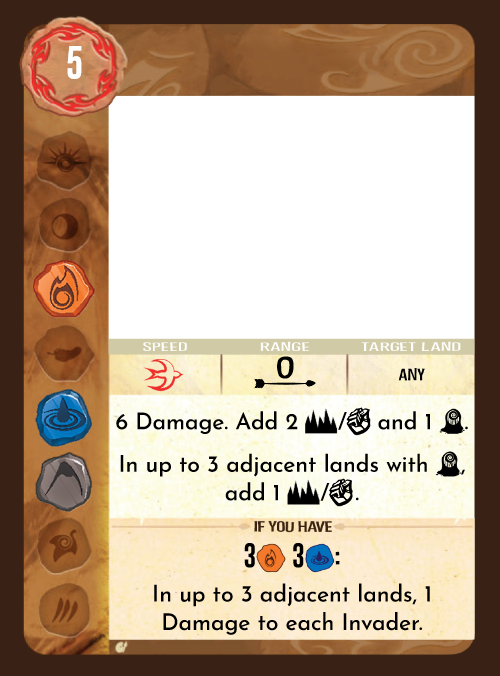 5
SPEED RANGE TARGET LAND
0 ANY
6 Damage. Add 2 / and 1 .
In up to 3 adjacent lands with ,
add 1 / .
IF YOU HAVE
3 3 :
In up to 3 adjacent lands, 1
Damage to each Invader.